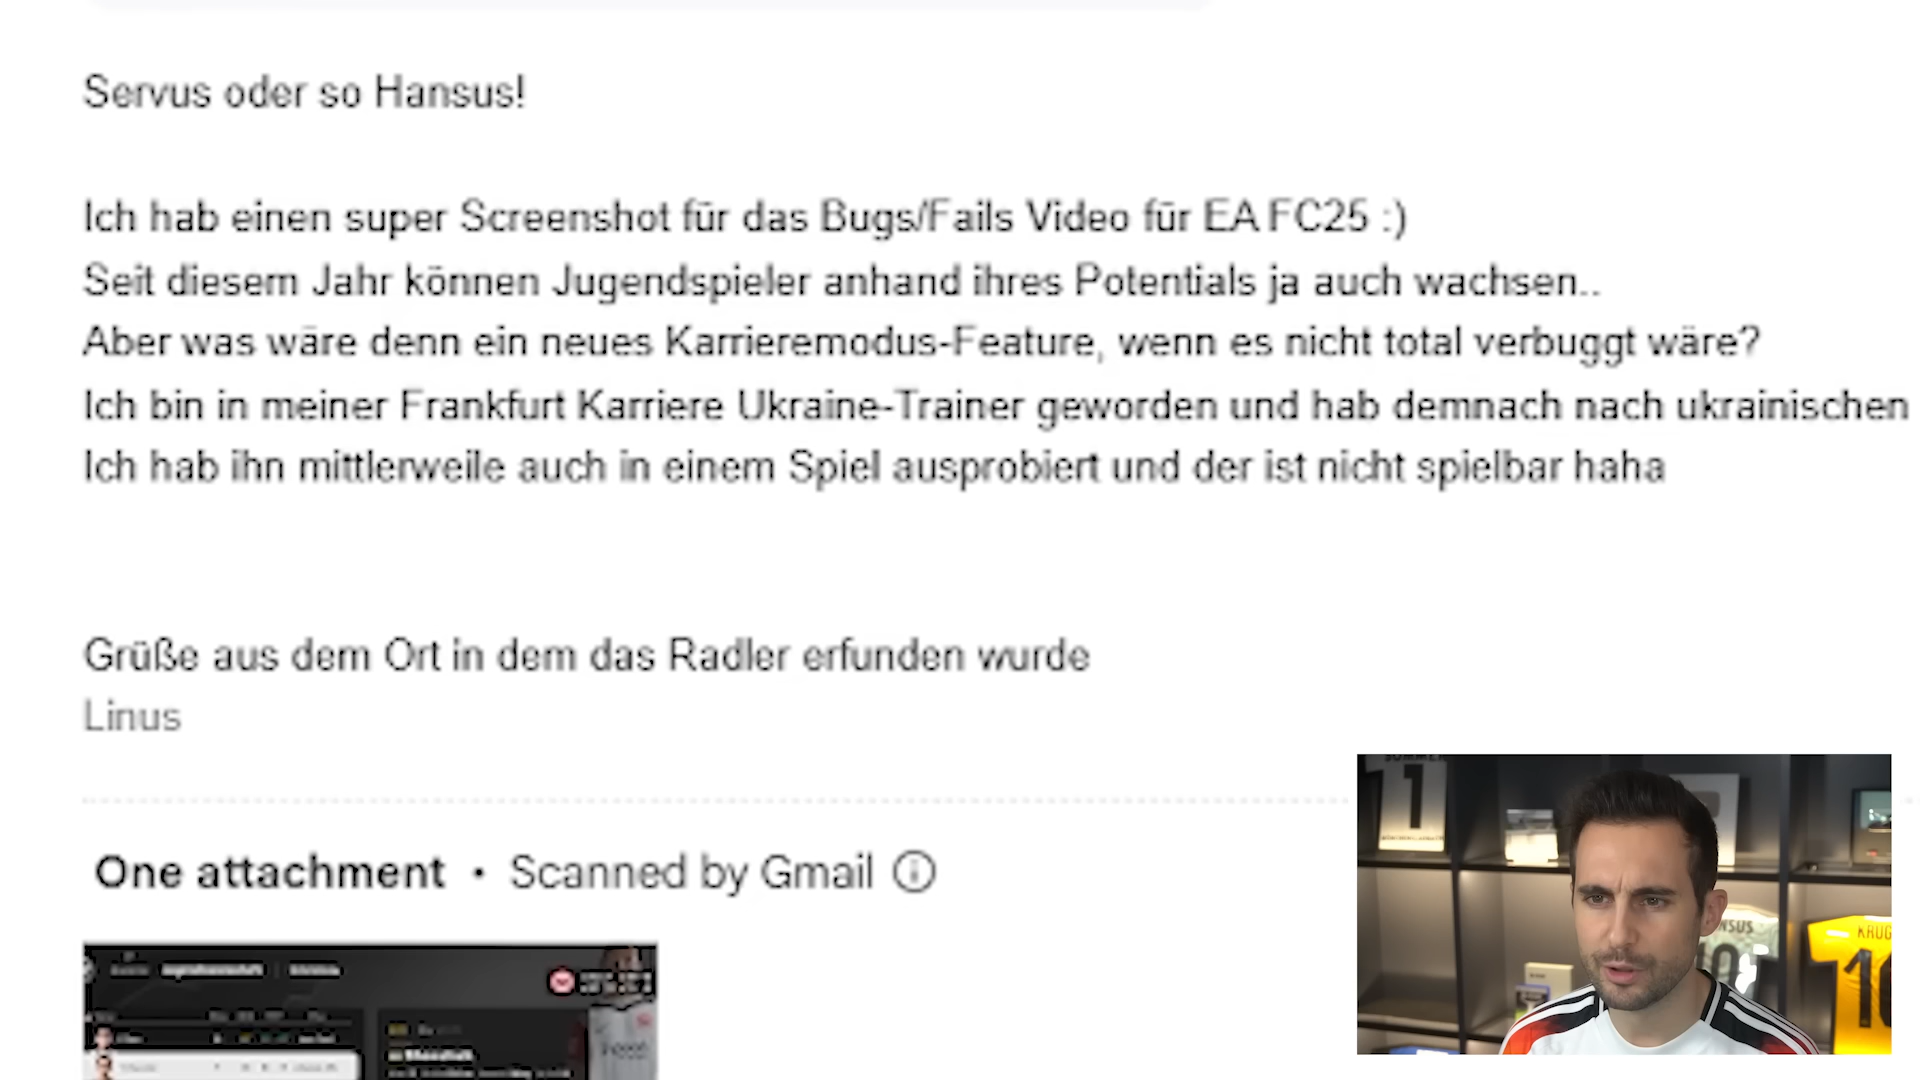 Servus oder so Hansus!
Ich hab einen super Screenshot für das Bugs/Fails Video für EA FC25 :)
Seit diesem Jahr können Jugendspieler anhand ihres Potentials ja auch wachsen..
Aber was wäre denn ein neues Karrieremodus-Feature, wenn es nicht total verbuggt wäre?
Ich bin in meiner Frankfurt Karriere Ukraine-Trainer geworden und hab demnach nach ukrainischen
Ich hab ihn mittlerweile auch in einem Spiel ausprobiert und der ist nicht spielbar haha
Grüße aus dem Ort in dem das Radler erfunden wurde
Linus
One attachment • Scanned by Gmail
SOMMER
1
KRUG
10